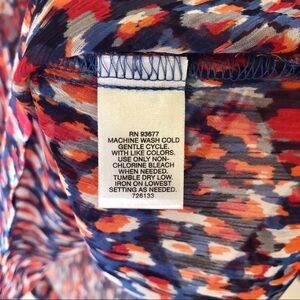 RN 93677
MACHINE WASH COLD
GENTLE CYCLE.
WITH LIKE COLORS.
USE ONLY NON-
CHLORINE BLEACH
WHEN NEEDED.
TUMBLE DRY LOW.
IRON ON LOWEST
SETTING AS NEEDED.
726133